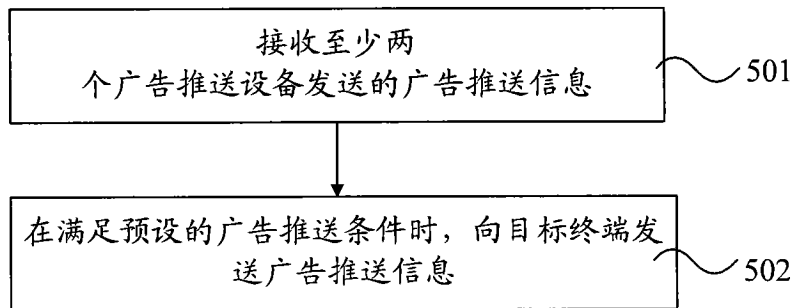 接收至少两
个广告推送设备发送的广告推送信息
501
在满足预设的广告推送条件时，向目标终端发
送广告推送信息
502